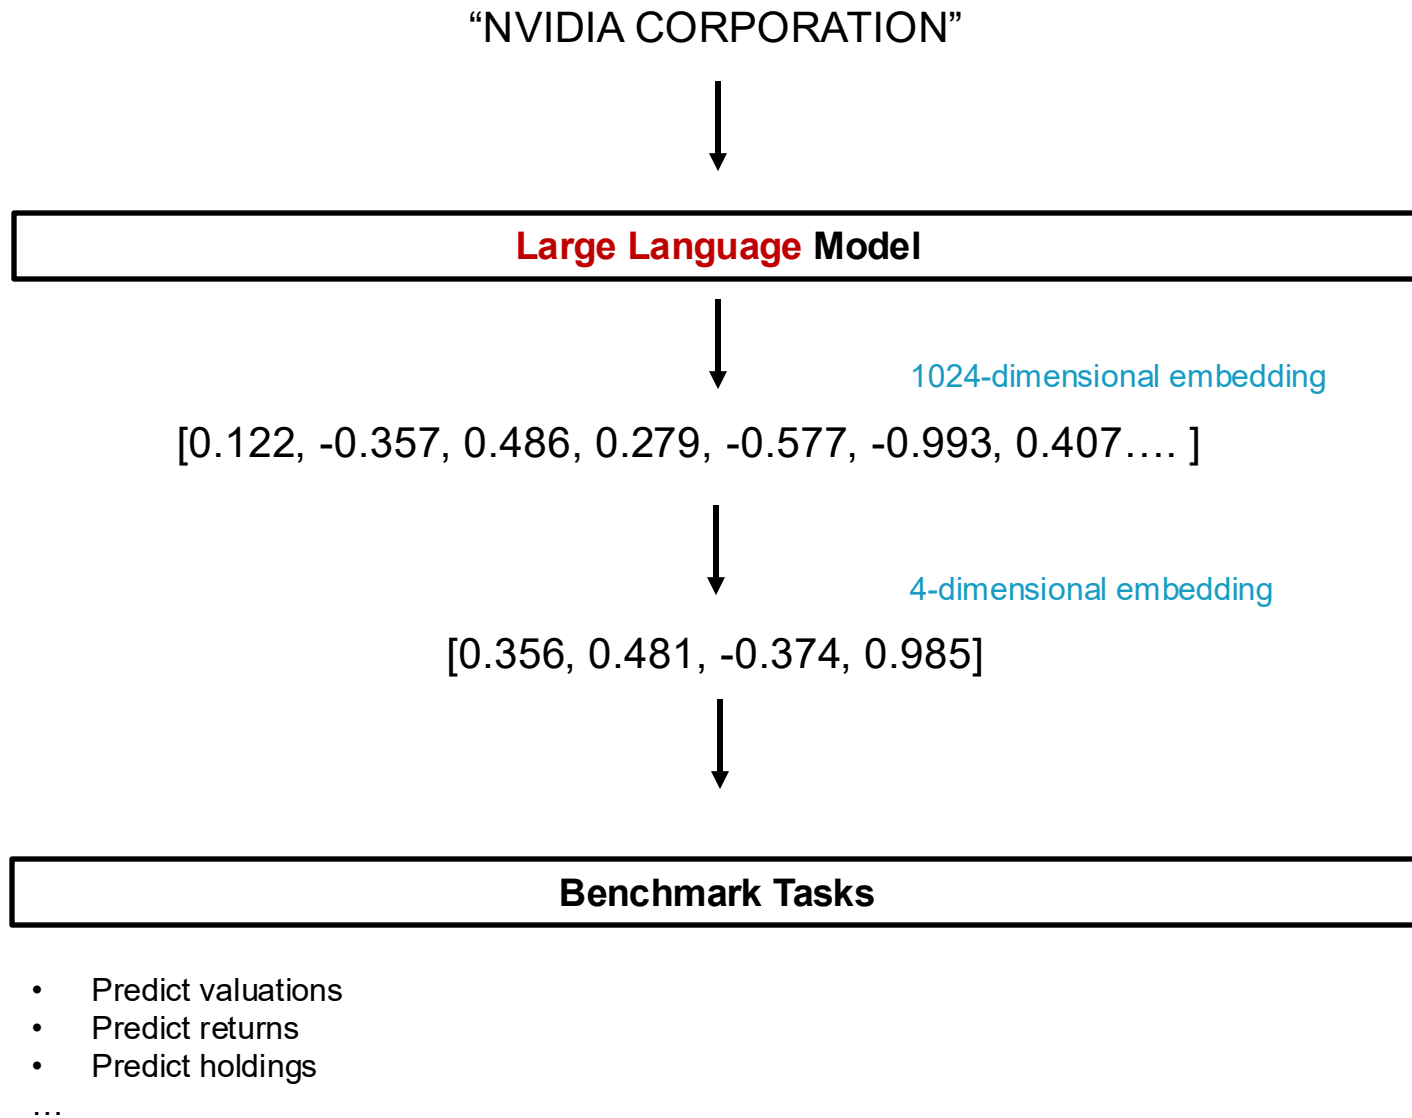 “NVIDIA CORPORATION”
Large Language Model
1024-dimensional embedding
[0.122, -0.357, 0.486, 0.279, -0.577, -0.993, 0.407…. ]
4-dimensional embedding
[0.356, 0.481, -0.374, 0.985]
Benchmark Tasks
• Predict valuations
• Predict returns
• Predict holdings
...